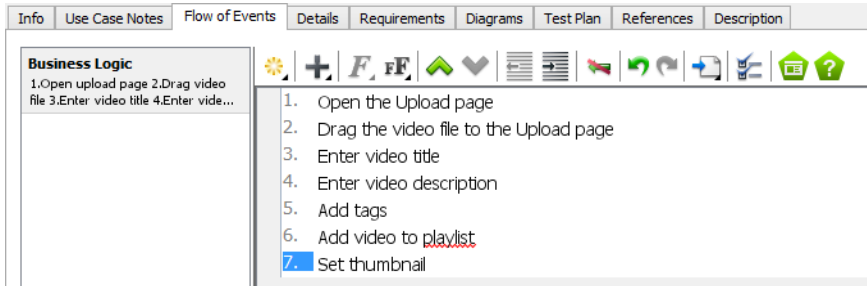 Info Use Case Notes Flow of Events Details Requirements Diagrams Test Plan References Description
Business Logic
1.Open upload page 2.Drag video
file 3.Enter video title 4.Enter vide...
F FF
1. Open the Upload page
2. Drag the video file to the Upload page
3. Enter video title
4. Enter video description
5. Add tags
6. Add video to playlist
7. Set thumbnail